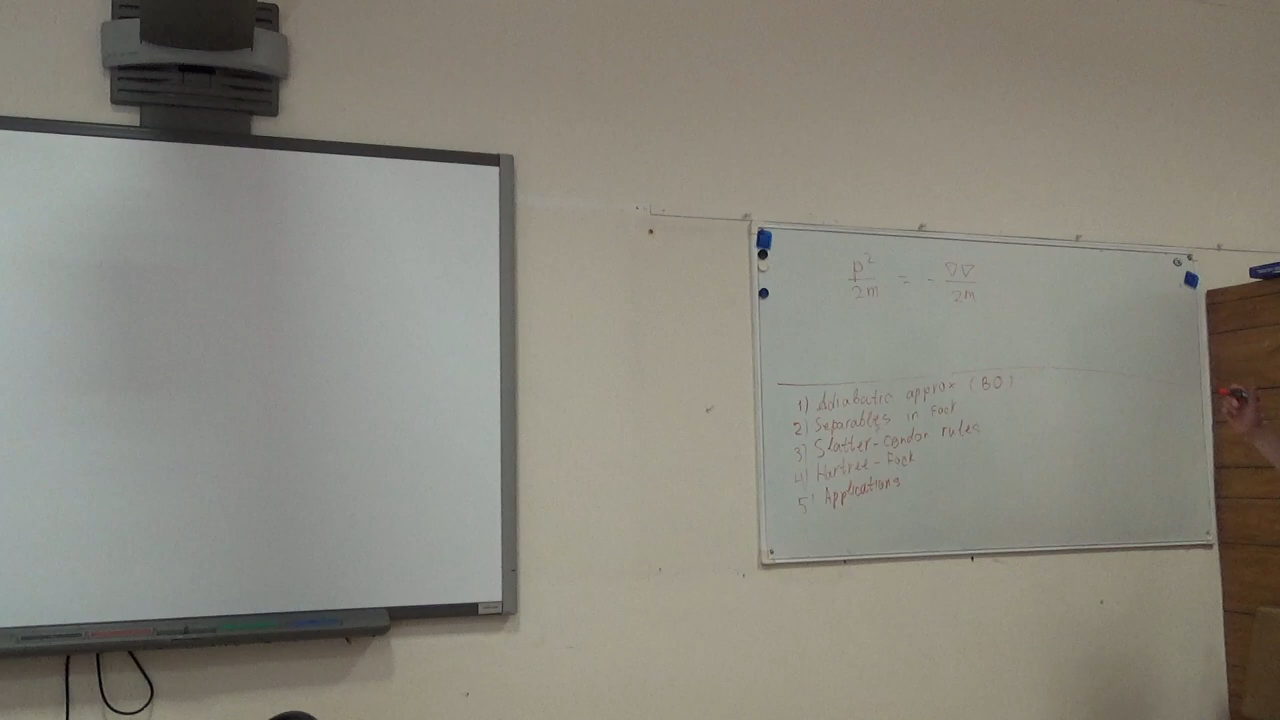 p²/2m = - ∇∇/2m
1) Adiabatic approx (BO)
2) Separables in Fock
3) Slatter-Condon rules
4) Hartree-Fock
5) Applications